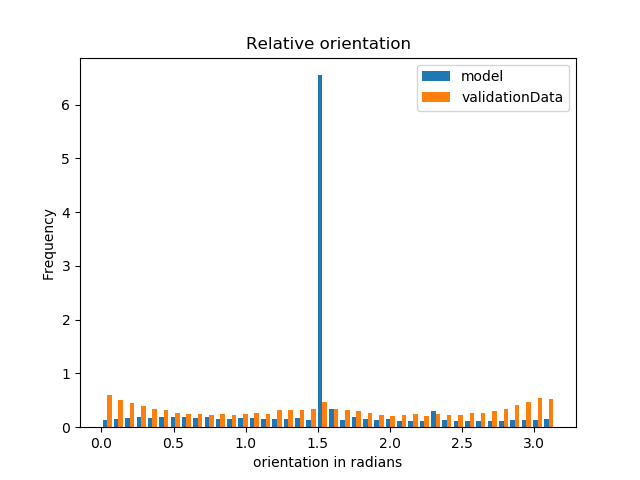 Relative orientation
model
validationData
Frequency
6
5
4
3
2
1
0
0.0 0.5 1.0 1.5 2.0 2.5 3.0
orientation in radians